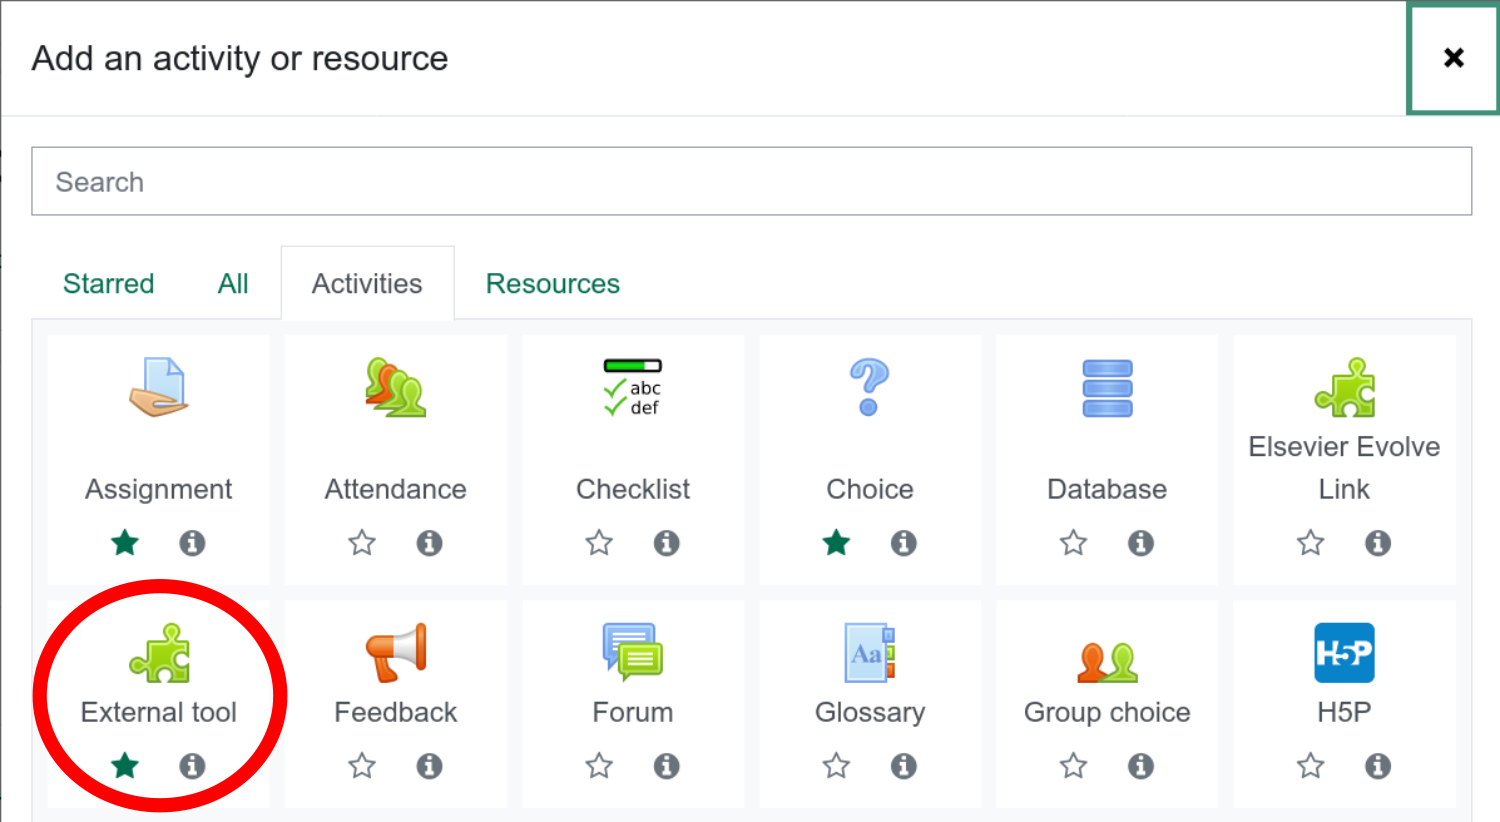 Add an activity or resource
Search
Starred All Activities Resources
abc
def
Elsevier Evolve
Assignment Attendance Checklist Choice Database Link
Aa
H5P
External tool Feedback Forum Glossary Group choice H5P